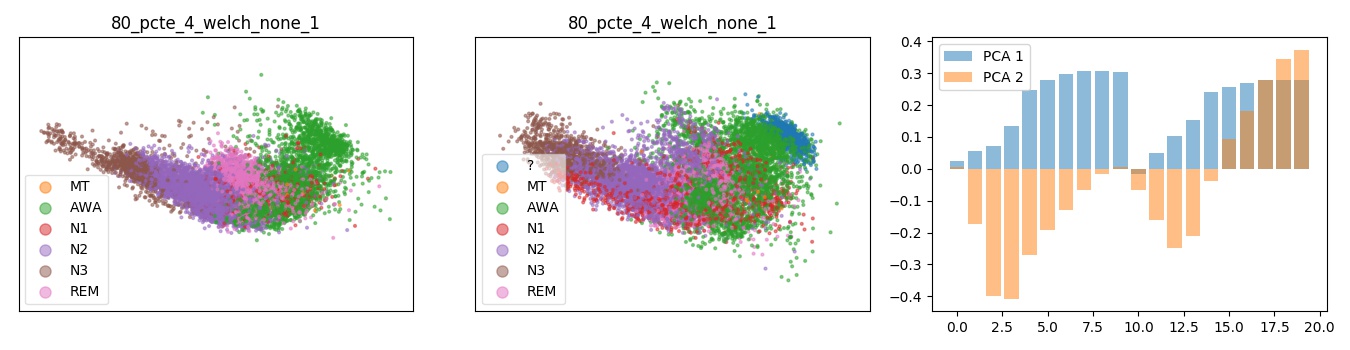 80_pcte_4_welch_none_1
MT
AWA
N1
N2
N3
REM
80_pcte_4_welch_none_1
?
MT
AWA
N1
N2
N3
REM
PCA 1
PCA 2
0.4
0.3
0.2
0.1
0.0
−0.1
−0.2
−0.3
−0.4
0.0 2.5 5.0 7.5 10.0 12.5 15.0 17.5 20.0